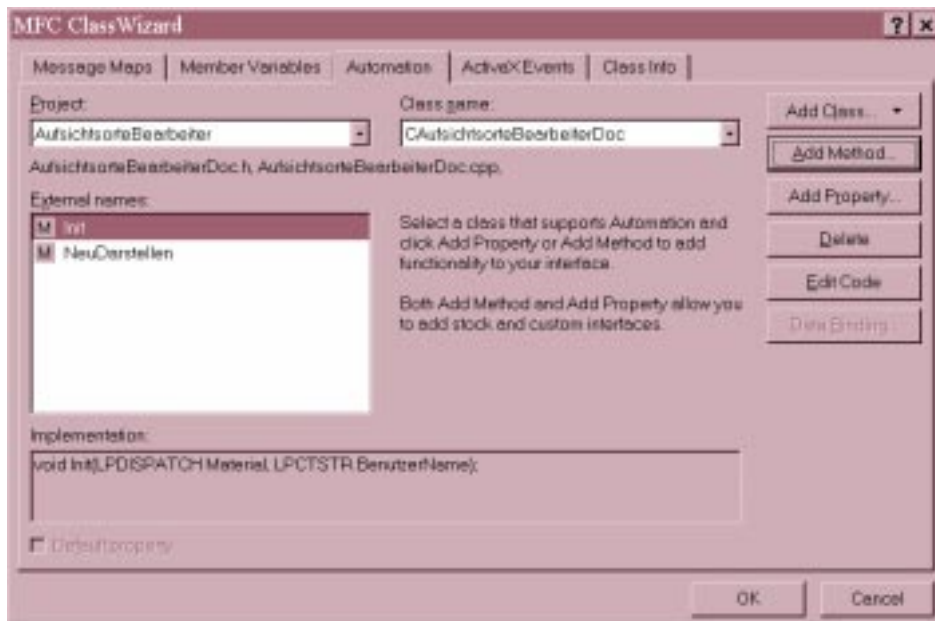 MFC ClassWizard
Message Maps Member Variables Automation ActiveX Events Class Info
Project:
Class name:
Add Class...
AufsichtsorteBearbeiter
CAufsichtsorteBearbeiterDoc
Add Method...
AufsichtsorteBearbeiterDoc.h, AufsichtsorteBearbeiterDoc.cpp,
Add Property...
External names:
M Init
M NeuDarstellen
Select a class that supports Automation and
click Add Property or Add Method to add
functionality to your interface.
Both Add Method and Add Property allow you
to add stock and custom interfaces.
Delete
Edit Code
Data Binding...
Implementation:
void Init(LPDISPATCH Material, LPCTSTR BenutzerName);
Default property
OK Cancel